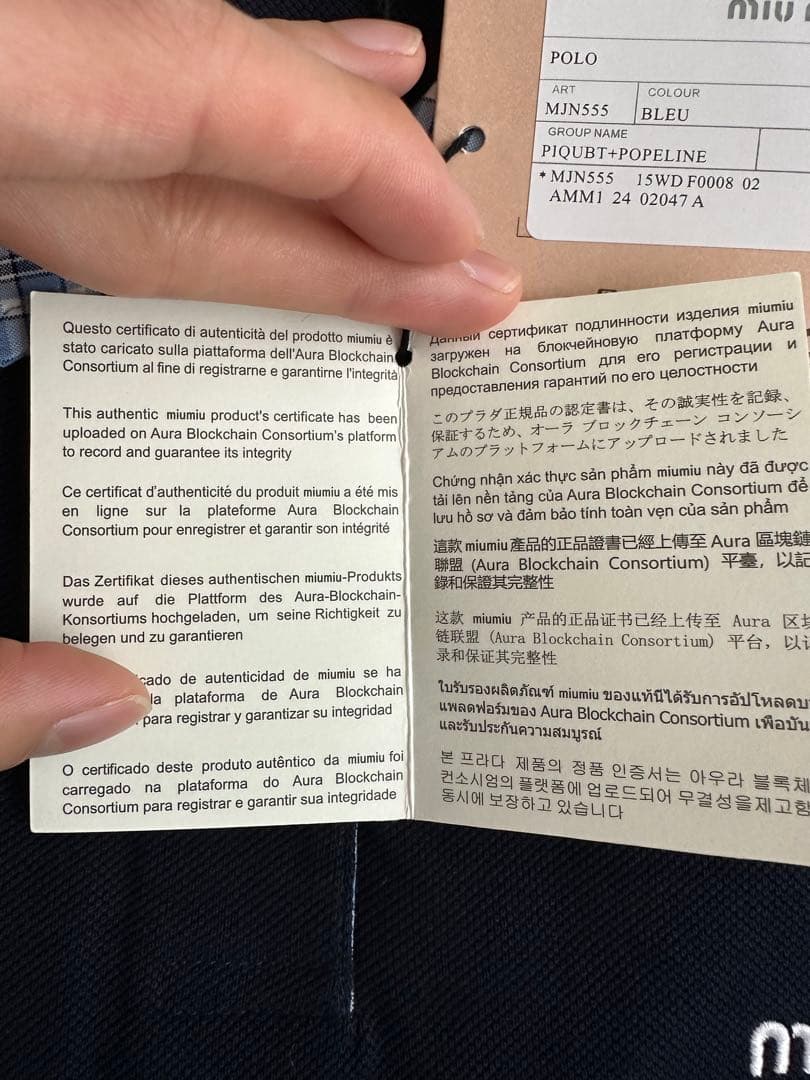 POLO
ART
COLOUR
MJN555
BLEU
GROUP NAME
PIQUBT+POPELINE
* MJN555 15WD F0008 02
AMM1 24 02047 A
Questo certificato di autenticità del prodotto miumiu è
stato caricato sulla piattaforma dell'Aura Blockchain
Consortium al fine di registrarne e garantirne l'integrità
This authentic miumiu product's certificate has been
uploaded on Aura Blockchain Consortium's platform
to record and guarantee its integrity
Ce certificat d'authenticité du produit miumiu a été mis
en ligne sur la plateforme Aura Blockchain
Consortium pour enregistrer et garantir son intégrité
Das Zertifikat dieses authentischen miumiu-Produkts
wurde auf die Plattform des Aura-Blockchain-
Konsortiums hochgeladen, um seine Richtigkeit zu
belegen und zu garantieren
cado de autenticidad de miumiu se ha
la plataforma de Aura Blockchain
para registrar y garantizar su integridad
O certificado deste produto autêntico da miumiu foi
carregado na plataforma do Aura Blockchain
Consortium para registrar e garantir sua integridade
Данный сертификат подлинности изделия miumiu
загружен на блокчейновую платформу Aura
Blockchain Consortium для его регистрации и
предоставления гарантий по его целостности
このプラダ正規品の認定書は、その誠実性を記録、
保証するため、オーラ ブロックチェーン コンソーシ
アムのプラットフォームにアップロードされました
Chứng nhận xác thực sản phẩm miumiu này đã được
tải lên nền tảng của Aura Blockchain Consortium để
lưu hồ sơ và đảm bảo tính toàn vẹn của sản phẩm
這款 miumiu 產品的正品證書已經上傳至 Aura 區塊鏈
聯盟 (Aura Blockchain Consortium) 平臺，以記
錄和保證其完整性
这款 miumiu 产品的正品证书已经上传至 Aura 区块
链联盟 (Aura Blockchain Consortium) 平台，以记
录和保证其完整性
ใบรับรองผลิตภัณฑ์ miumiu ของแท้นี้ได้รับการอัปโหลดบ
แพลตฟอร์มของ Aura Blockchain Consortium เพื่อบัน
และรับประกันความสมบูรณ์
본 프라다 제품의 정품 인증서는 아우라 블록체
컨소시엄의 플랫폼에 업로드되어 무결성을제고함
동시에 보장하고 있습니다